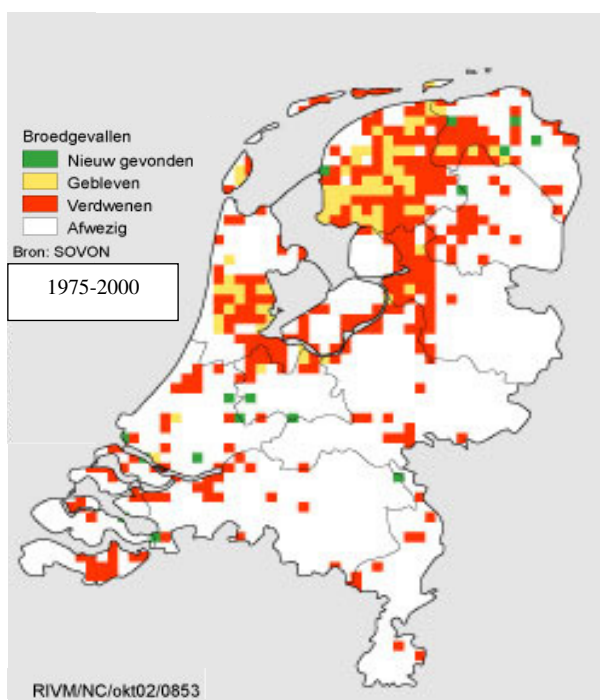 Broedgevallen
Nieuw gevonden
Gebleven
Verdwenen
Afwezig
Bron: SOVON
1975-2000
RIVM/NC/okt02/0853